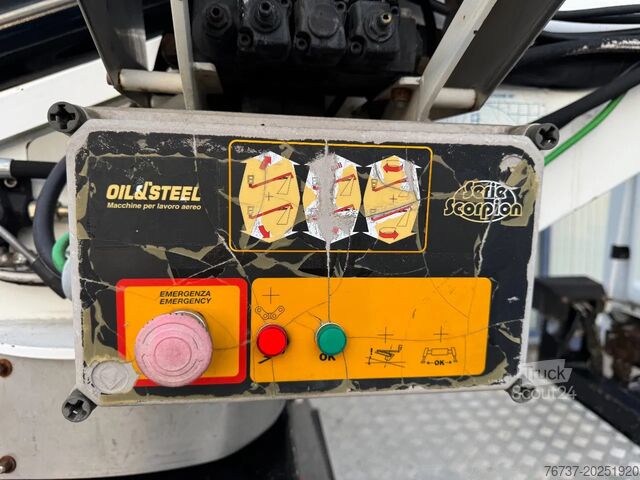 OIL&STEEL
Macchine per lavoro aereo
Serie
Scorpion
EMERGENZA
EMERGENCY
OK
OK
Truck
Scout24
76737-20251920